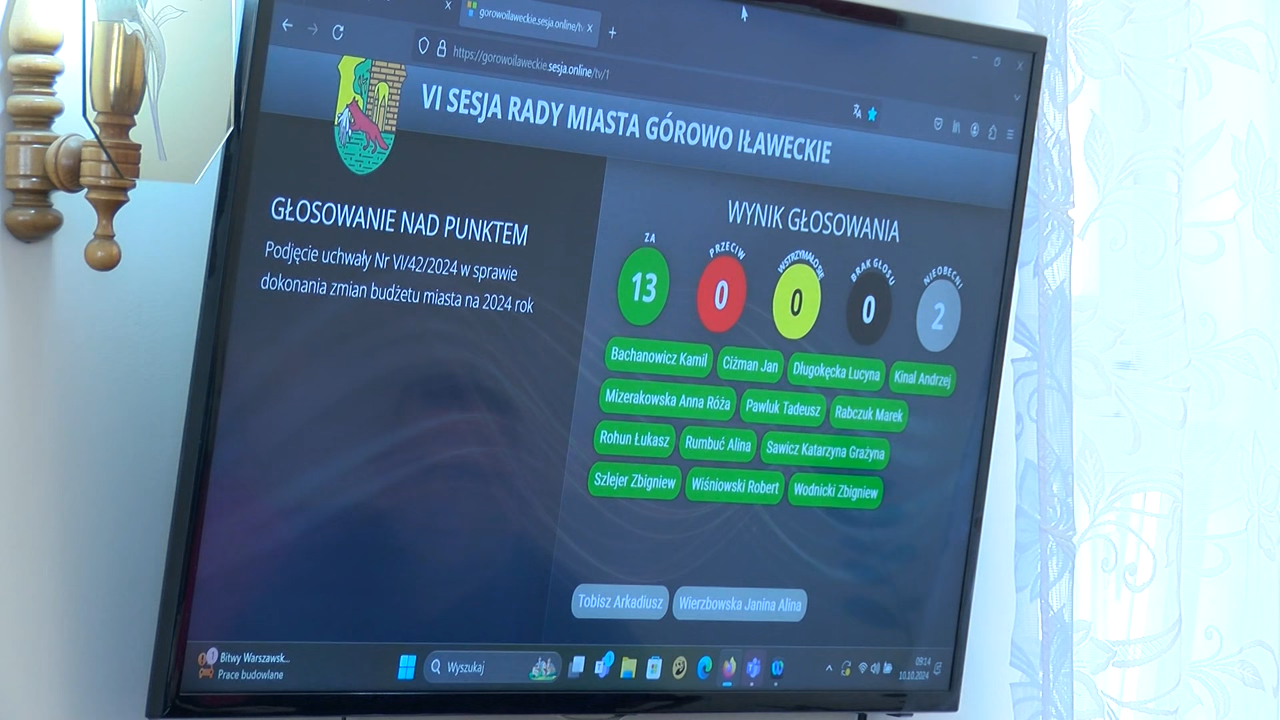 gorowoilaweckie.sesja.online/tv
https://gorowoilaweckie.sesja.online/tv/1
VI SESJA RADY MIASTA GÓROWO IŁAWECKIE
GŁOSOWANIE NAD PUNKTEM
Podjęcie uchwały Nr VI/42/2024 w sprawie
dokonania zmian budżetu miasta na 2024 rok
WYNIK GŁOSOWANIA
ZA PRZECIW WSTRZYMAŁO SIĘ BRAK GŁOSU NIEOBECNI
13 0 0 0 2
Bachanowicz Kamil Ciżman Jan Długokęcka Lucyna Kinal Andrzej
Mizerakowska Anna Róża Pawluk Tadeusz Rabczuk Marek
Rohun Łukasz Rumbuć Alina Sawicz Katarzyna Grażyna
Szlejer Zbigniew Wiśniowski Robert Wodnicki Zbigniew
Tobisz Arkadiusz Wierzbowska Janina Alina
1 Bitwy Warszawsk...
Prace budowlane
Wyszukaj
09:14
10.10.2024